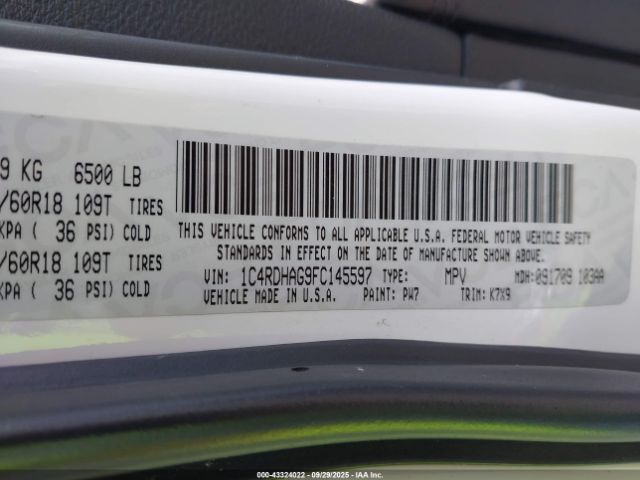 9 KG 6500 LB
/60R18 109T TIRES
KPA ( 36 PSI) COLD
/60R18 109T TIRES
KPA ( 36 PSI) COLD
THIS VEHICLE CONFORMS TO ALL APPLICABLE U.S.A. FEDERAL MOTOR VEHICLE SAFETY
STANDARDS IN EFFECT ON THE DATE OF MANUFACTURE SHOWN ABOVE.
VIN: 1C4RDHAG9FC145597 TYPE: MPV MDH: 091709 103AA
VEHICLE MADE IN U.S.A. PAINT: PW7 TRIM: K7X9
000-43324022 - 09/29/2025 - IAA Inc.